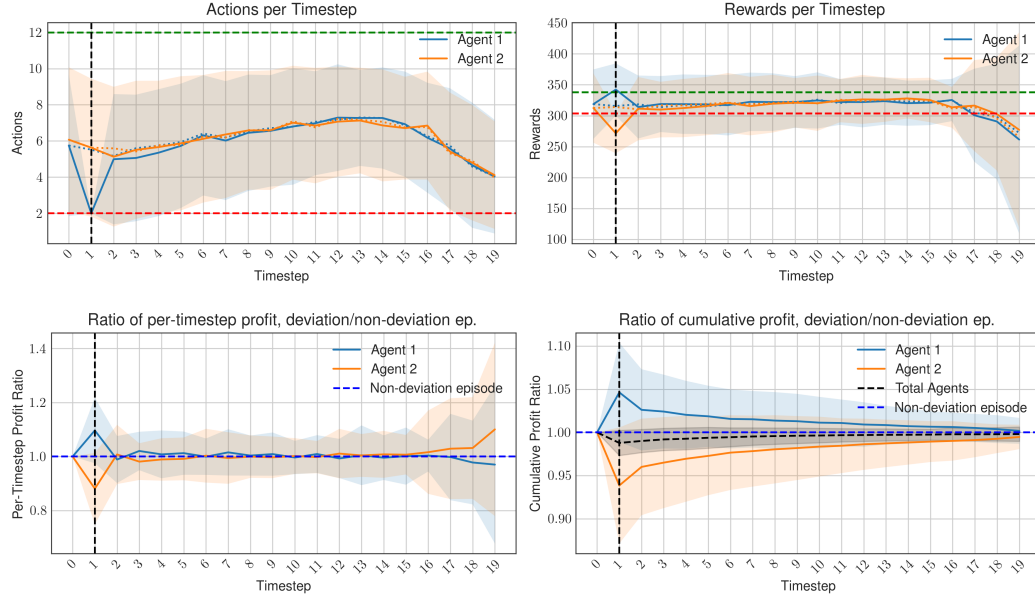 Actions per Timestep
12
10
8
6
4
2
Actions
Agent 1
Agent 2
0 1 2 3 4 5 6 7 8 9 10 11 12 13 14 15 16 17 18 19
Timestep
Rewards per Timestep
450
400
350
300
250
200
150
100
Rewards
Agent 1
Agent 2
0 1 2 3 4 5 6 7 8 9 10 11 12 13 14 15 16 17 18 19
Timestep
Ratio of per-timestep profit, deviation/non-deviation ep.
1.4
1.2
1.0
0.8
Per-Timestep Profit Ratio
Agent 1
Agent 2
Non-deviation episode
0 1 2 3 4 5 6 7 8 9 10 11 12 13 14 15 16 17 18 19
Timestep
Ratio of cumulative profit, deviation/non-deviation ep.
1.10
1.05
1.00
0.95
0.90
Cumulative Profit Ratio
Agent 1
Agent 2
Total Agents
Non-deviation episode
0 1 2 3 4 5 6 7 8 9 10 11 12 13 14 15 16 17 18 19
Timestep